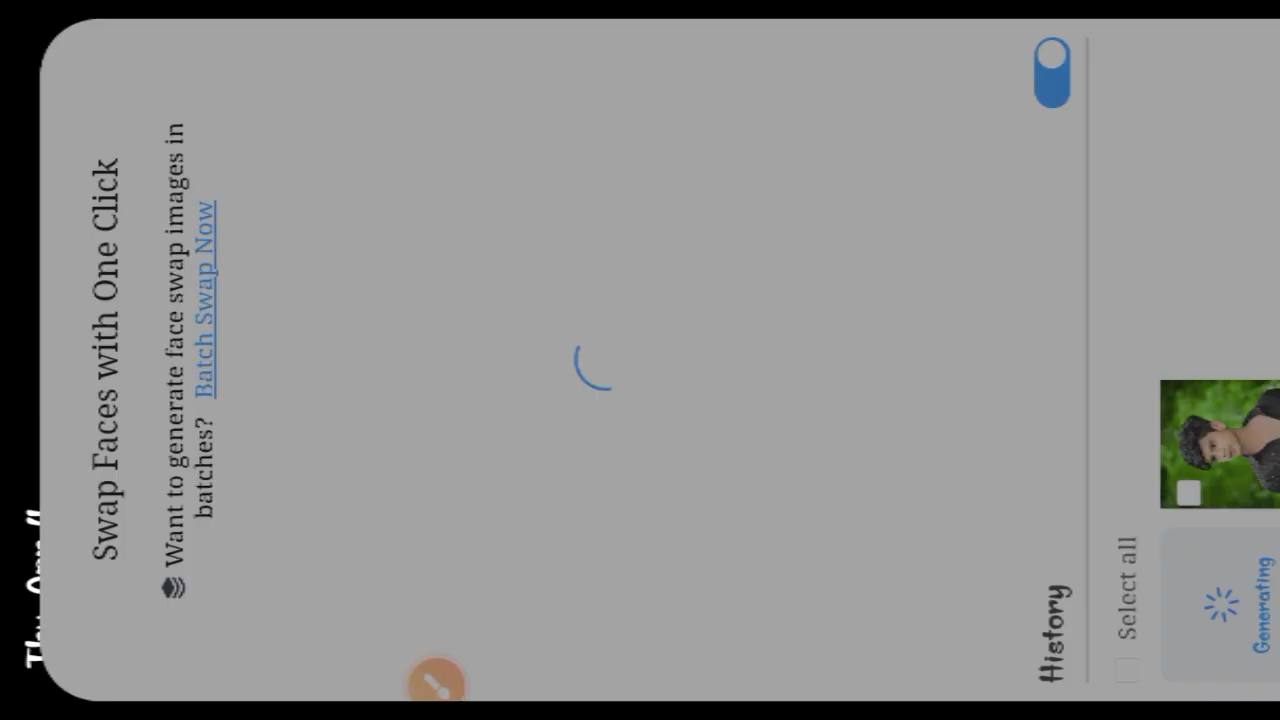 Swap Faces with One Click
Want to generate face swap images in
batches? Batch Swap Now
History
Select all
Generating